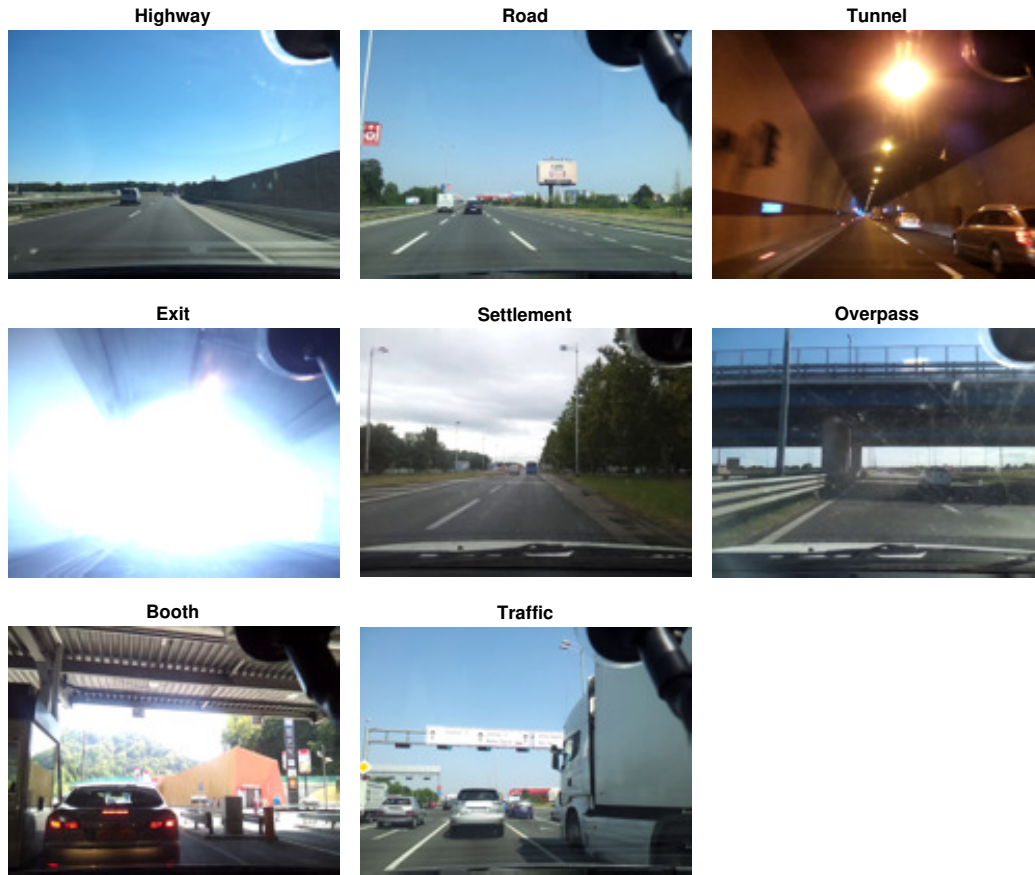 Highway
Road
Tunnel
Exit
Settlement
Overpass
Booth
Traffic